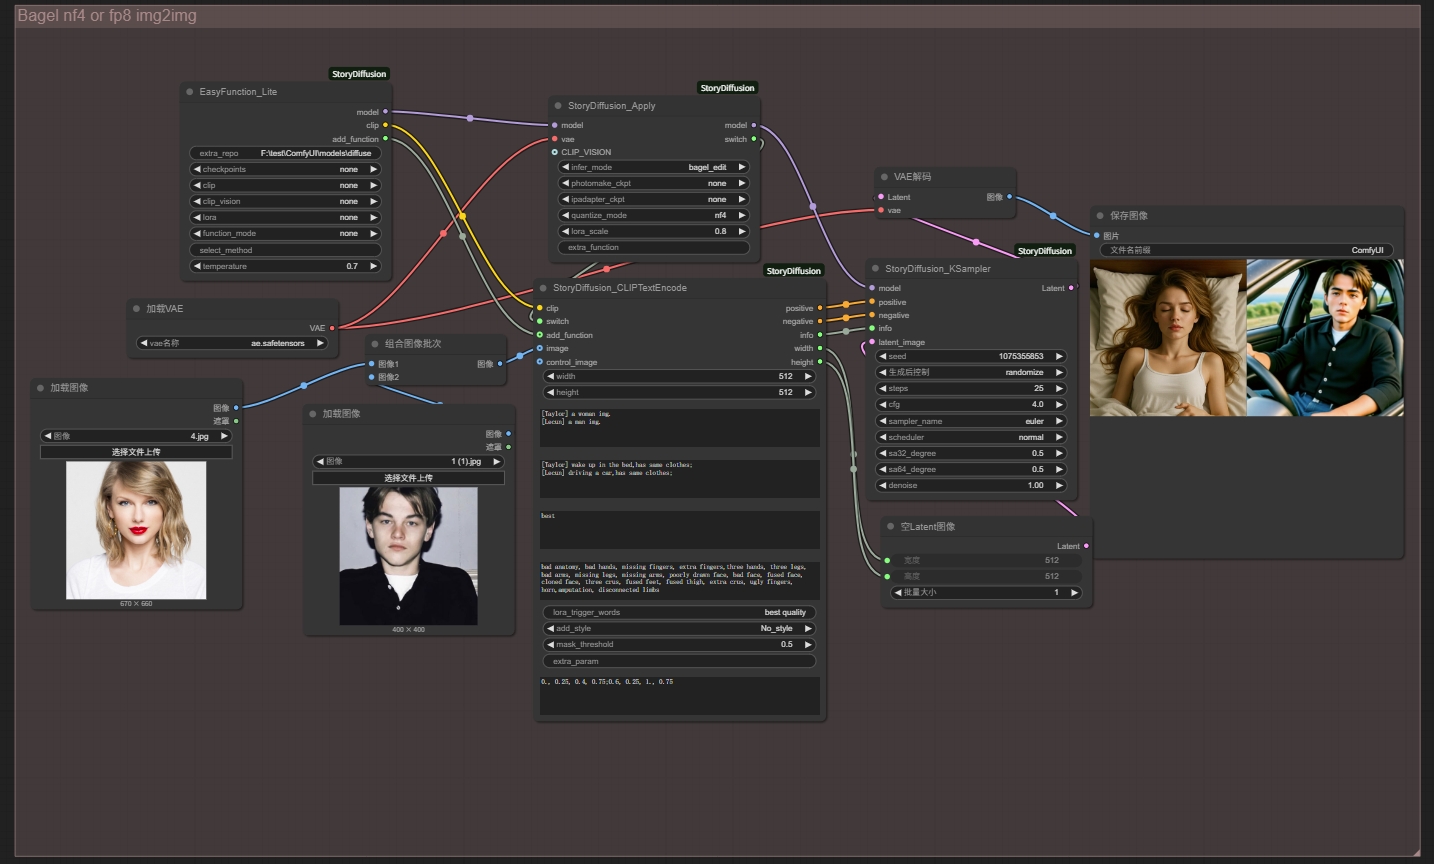 Bagel nf4 or fp8 img2img
StoryDiffusion
EasyFunction_Lite
model
clip
add_function
extra_repo F:\test\ComfyUI\models\diffuse
checkpoints none
clip none
clip_vision none
lora none
function_mode none
select_method
temperature 0.7
StoryDiffusion
StoryDiffusion_Apply
model model
vae switch
CLIP_VISION
infer_mode bagel_edit
photomake_ckpt none
ipadapter_ckpt none
quantize_mode nf4
lora_scale 0.8
extra_function
VAE解码
Latent 图像
vae
保存图像
图片
文件名前缀 ComfyUI
加载VAE
VAE
vae名称 ae.safetensors
组合图像批次
图像1 图像
图像2
加载图像
图像
遮罩
图像 4.jpg
选择文件上传
670 × 660
加载图像
图像
遮罩
图像 1 (1).jpg
选择文件上传
400 × 400
StoryDiffusion
StoryDiffusion_CLIPTextEncode
clip positive
switch negative
add_function info
image width
control_image height
width 512
height 512
[Taylor] a woman img.
[Lecun] a man img.
[Taylor] wake up in the bed,has same clothes;
[Lecun] driving a car,has same clothes;
best
bad anatomy, bad hands, missing fingers, extra fingers,three hands, three legs,
bad arms, missing legs, missing arms, poorly drawn face, bad face, fused face,
cloned face, three crus, fused feet, fused thigh, extra crus, ugly fingers,
horn,amputation, disconnected limbs
lora_trigger_words best quality
add_style No_style
mask_threshold 0.5
extra_param
0., 0.25, 0.4, 0.75;0.6, 0.25, 1., 0.75
StoryDiffusion
StoryDiffusion_KSampler
model Latent
positive
negative
info
latent_image
seed 1075355853
生成后控制 randomize
steps 25
cfg 4.0
sampler_name euler
scheduler normal
sa32_degree 0.5
sa64_degree 0.5
denoise 1.00
空Latent图像
Latent
宽度 512
高度 512
批量大小 1